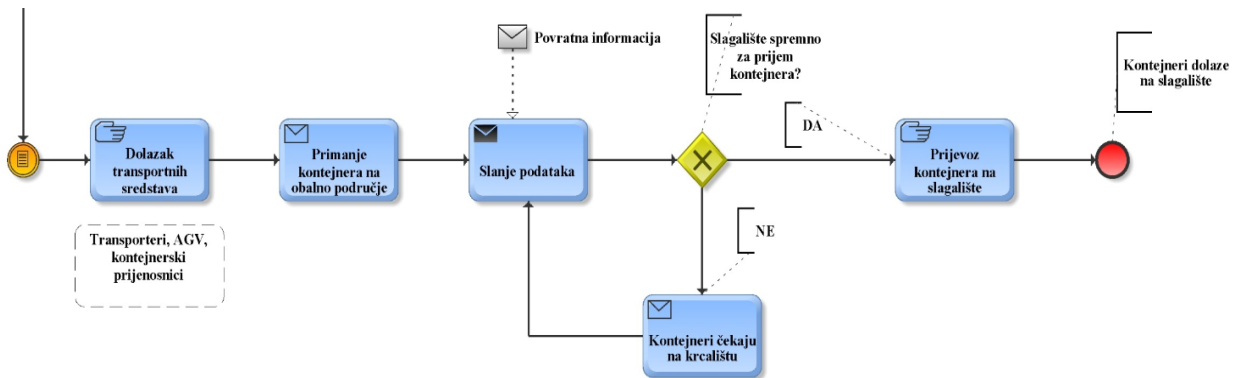 Povratna informacija
Slagalište spremno
za prijem
kontejnera?
Kontejneri dolaze
na slagalište
DA
Dolazak
transportnih
sredstava
Primanje
kontejnera na
obalno područje
Slanje podataka
Prijevoz
kontejnera na
slagalište
Transporteri, AGV,
kontejnerski
prijenosnici
NE
Kontejneri čekaju
na krcalištu